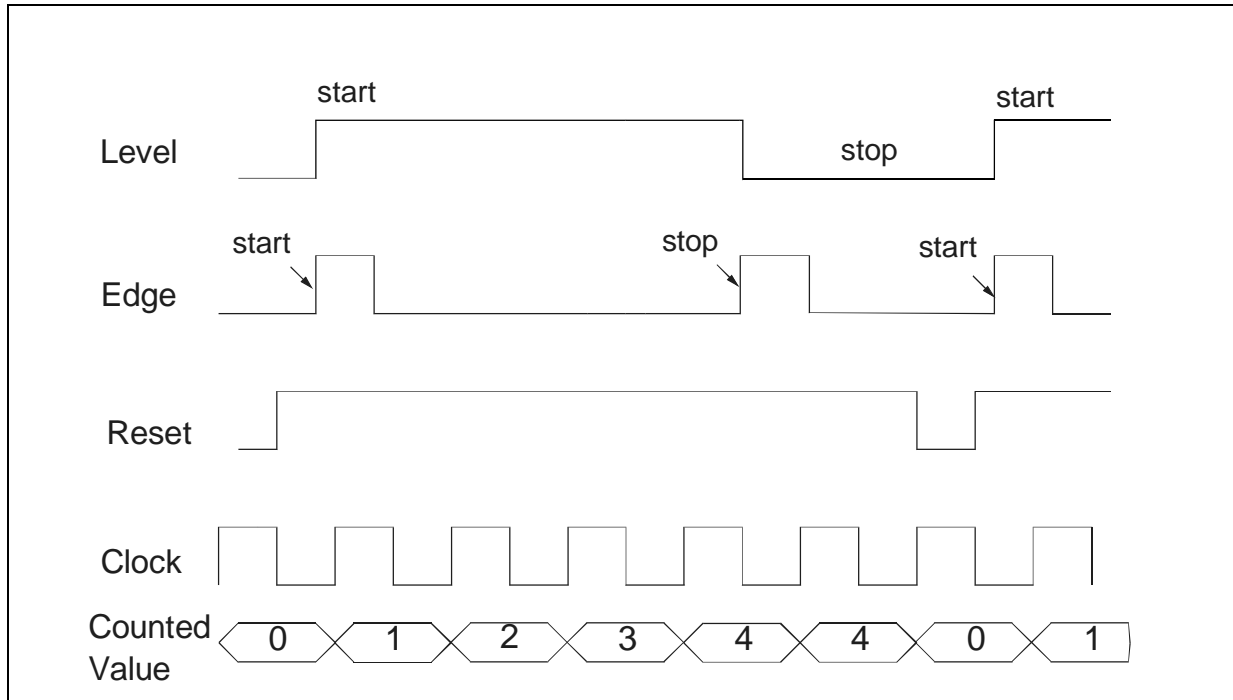 start
start
Level
stop
start
stop
start
Edge
Reset
Clock
Counted
Value
0 1 2 3 4 4 0 1